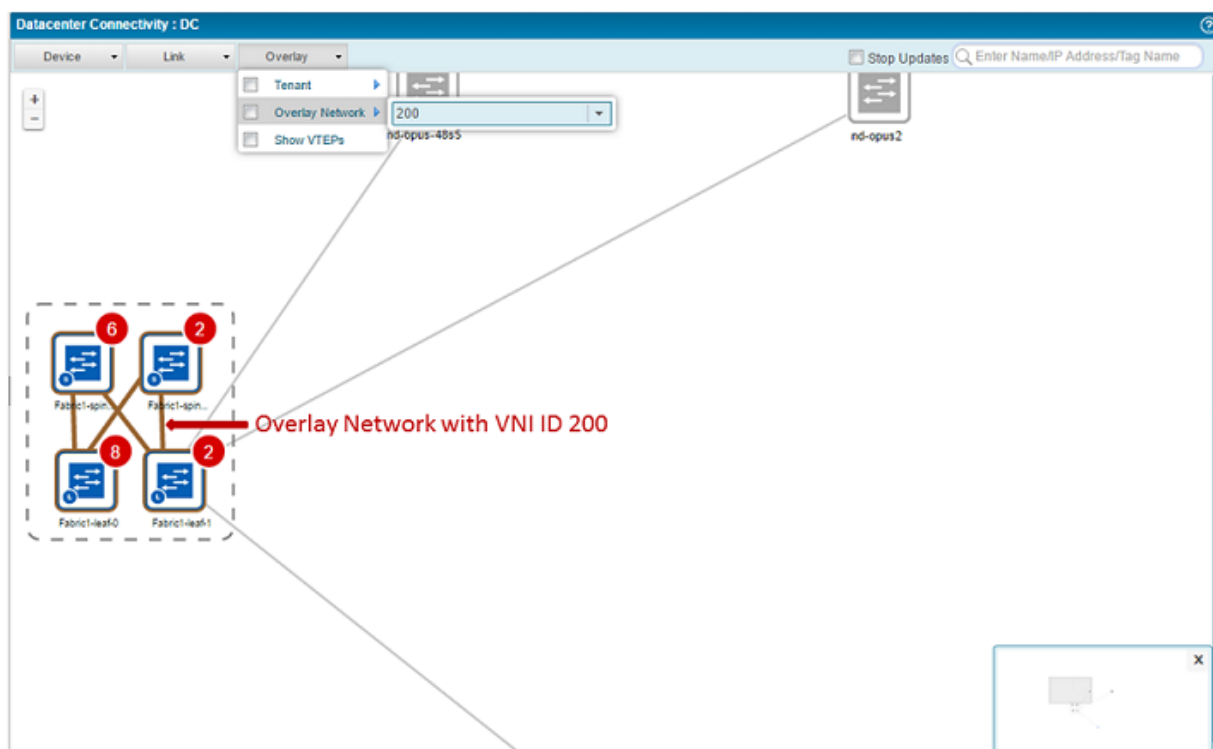 Datacenter Connectivity : DC
Device Link Overlay Stop Updates Enter Name/IP Address/Tag Name
Tenant
Overlay Network 200
Show VTEPs
nd-opus-48s5
nd-opus2
+
-
6 2
Fabric1-spin... Fabric1-spin...
Overlay Network with VNI ID 200
8 2
Fabric1-leaf-0 Fabric1-leaf-1
X